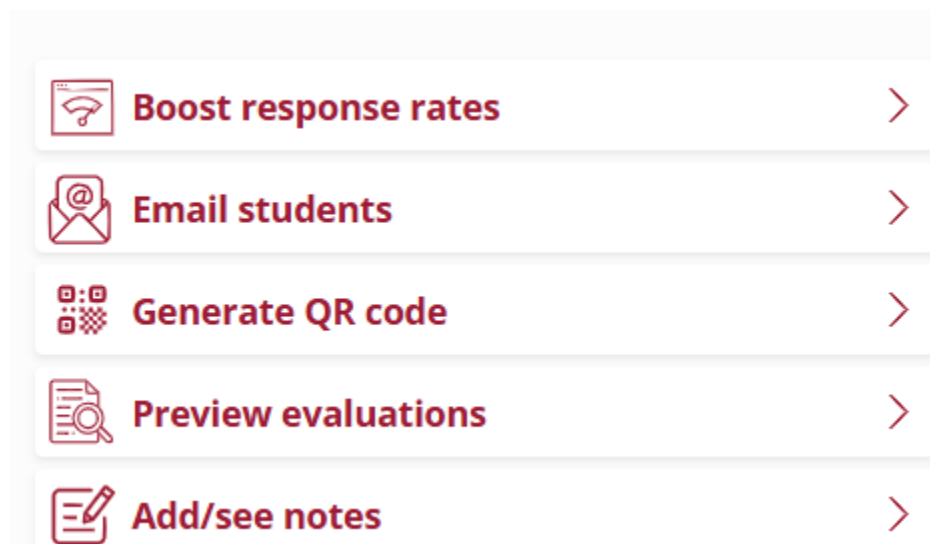 Boost response rates
Email students
Generate QR code
Preview evaluations
Add/see notes